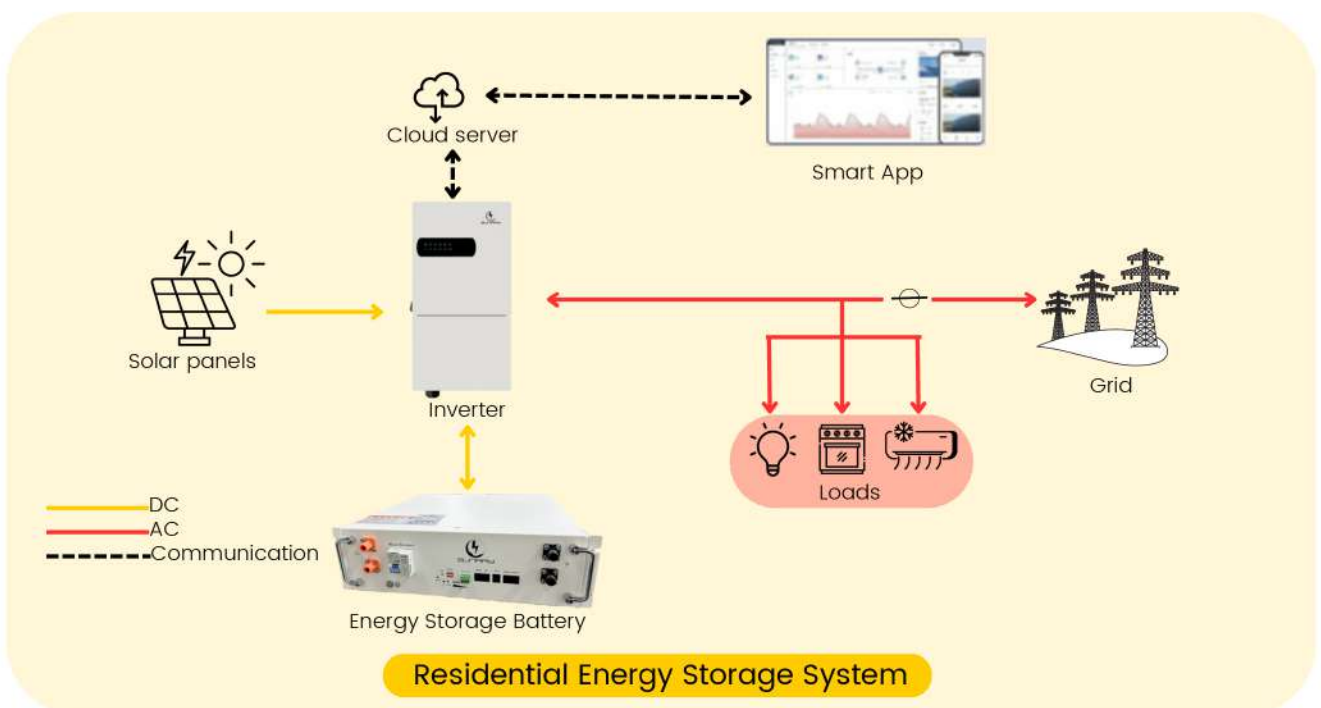 Cloud server
Smart App
Solar panels
Inverter
Grid
Loads
DC
AC
Communication
Energy Storage Battery
Residential Energy Storage System